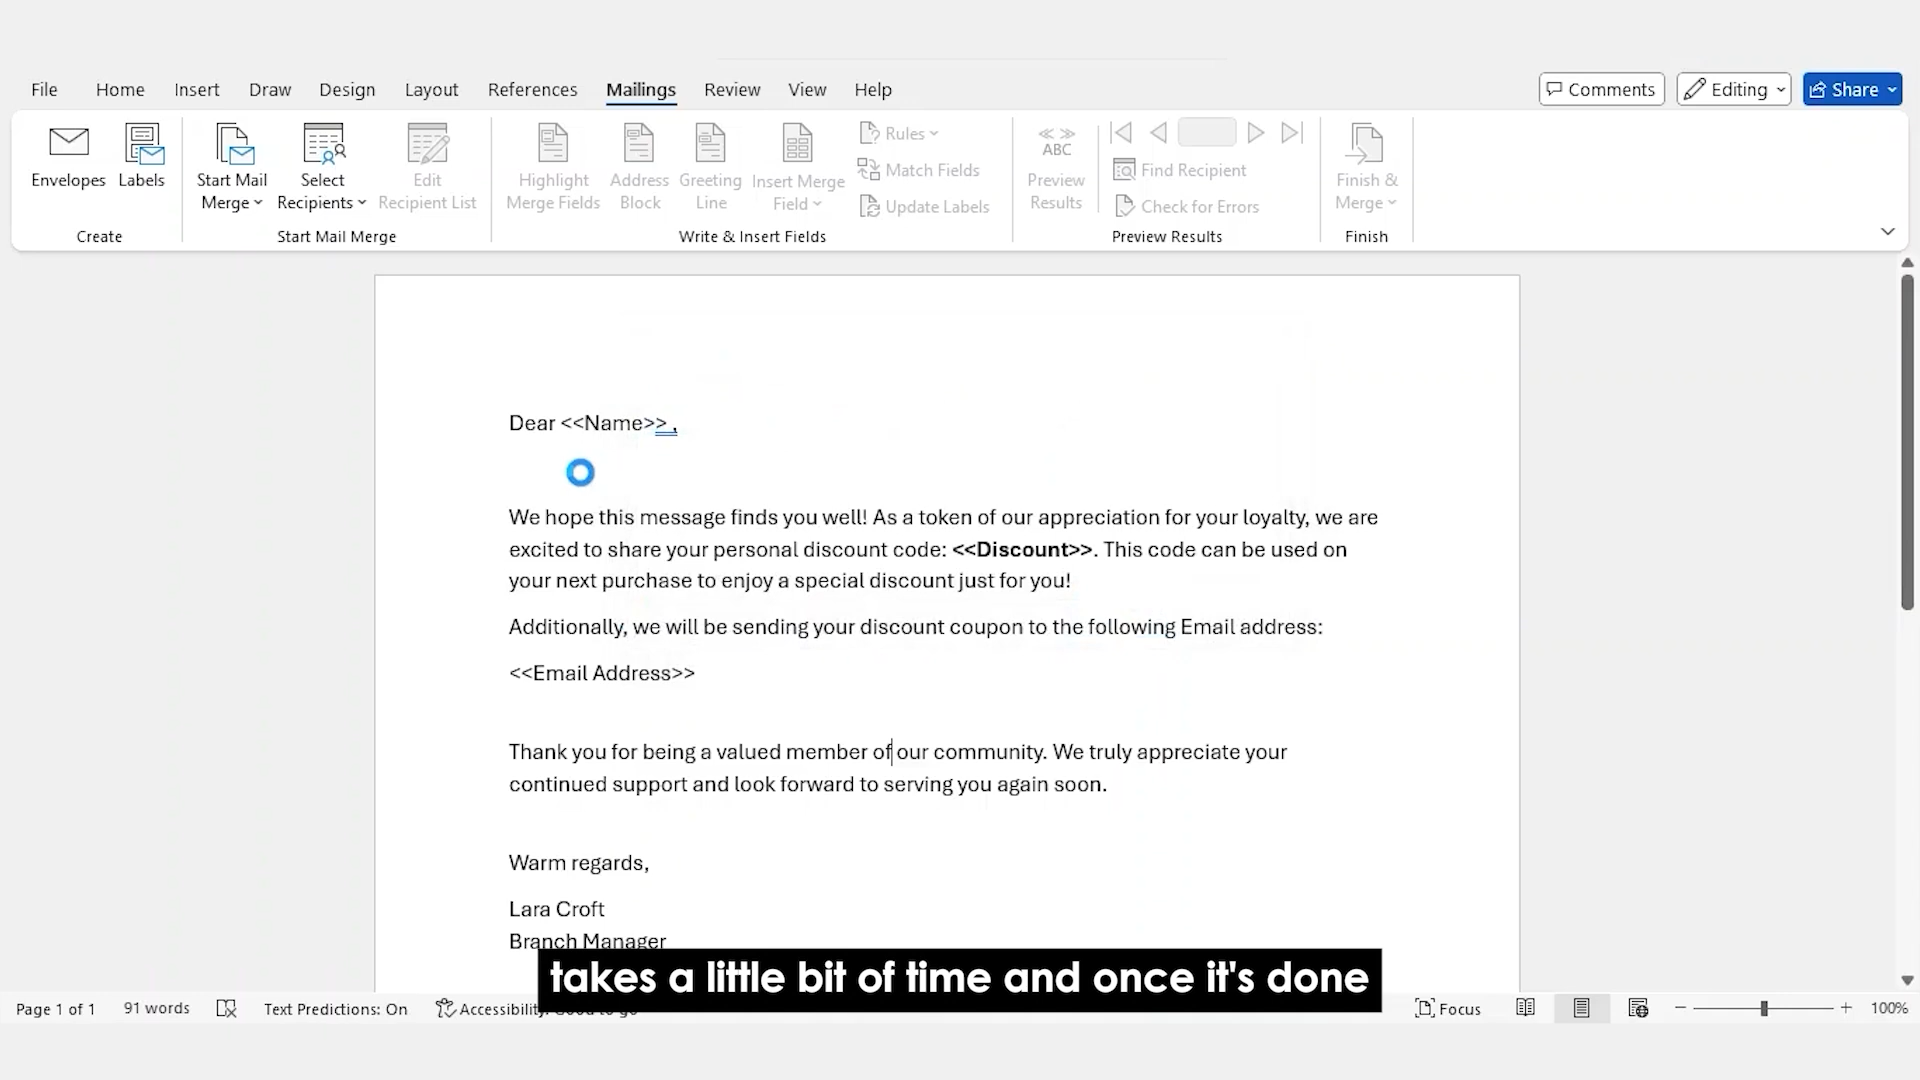 File Home Insert Draw Design Layout References Mailings Review View Help Comments Editing Share
Envelopes Labels
Create
Start Mail Merge Select Recipients Edit Recipient List
Start Mail Merge
Highlight Merge Fields Address Block Greeting Line Insert Merge Field
Rules
Match Fields
Update Labels
Write & Insert Fields
ABC
Preview Results
Find Recipient
Check for Errors
Preview Results
Finish & Merge
Finish
Dear <<Name>> ,
We hope this message finds you well! As a token of our appreciation for your loyalty, we are
excited to share your personal discount code: <<Discount>>. This code can be used on
your next purchase to enjoy a special discount just for you!
Additionally, we will be sending your discount coupon to the following Email address:
<<Email Address>>
Thank you for being a valued member of our community. We truly appreciate your
continued support and look forward to serving you again soon.
Warm regards,
Lara Croft
Branch Manager
takes a little bit of time and once it's done
Page 1 of 1 91 words Text Predictions: On Accessibility: Good to go Focus 100%